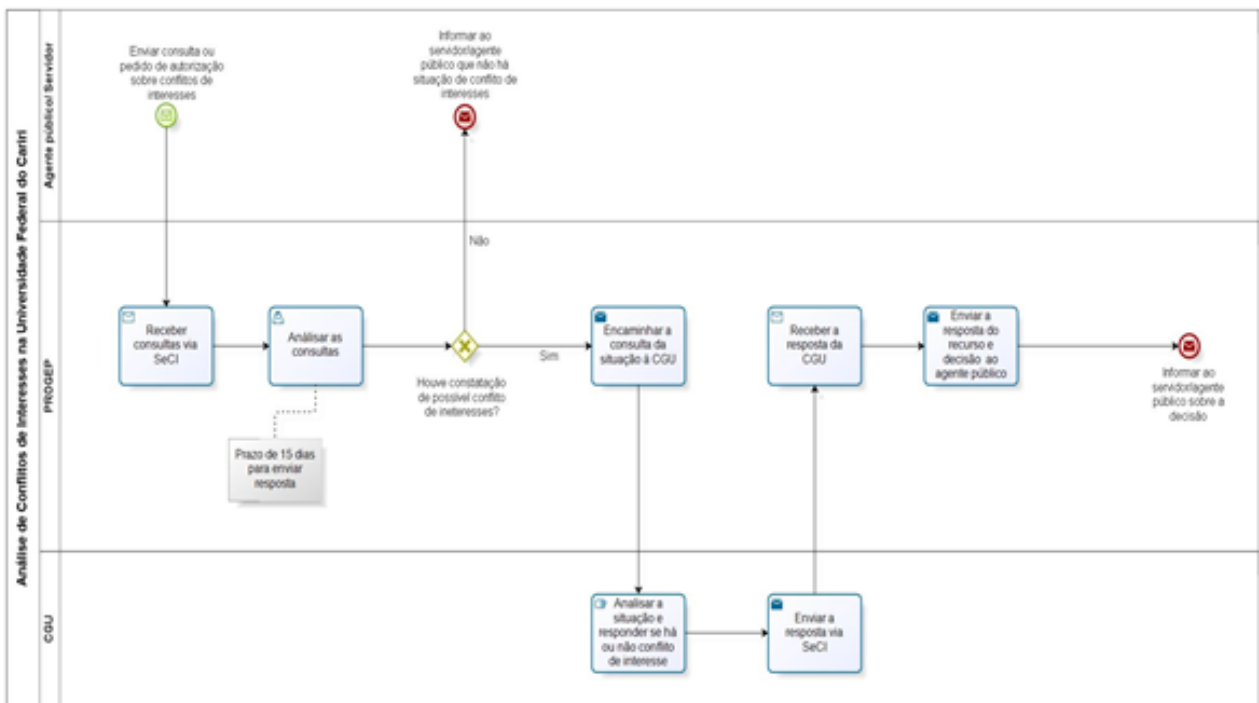 Análise de Conflitos de Interesses na Universidade Federal do Cariri
Agente público/ Servidor
Enviar consulta ou
pedido de autorização
sobre conflitos de
interesses
Informar ao
servidor/agente
público que não há
situação de conflito de
interesses
PROGEP
Receber
consultas via
SeCI
Análisar as
consultas
Prazo de 15 dias
para enviar
resposta
Não
Houve constatação
de possível conflito
de ineteresses?
Sim
Encaminhar a
consulta da
situação à CGU
Receber a
resposta da
CGU
Enviar a
resposta do
recurso e
decisão ao
agente público
Informar ao
servidor/agente
público sobre a
decisão
CGU
Analisar a
situação e
responder se há
ou não conflito
de interesse
Enviar a
resposta via
SeCI